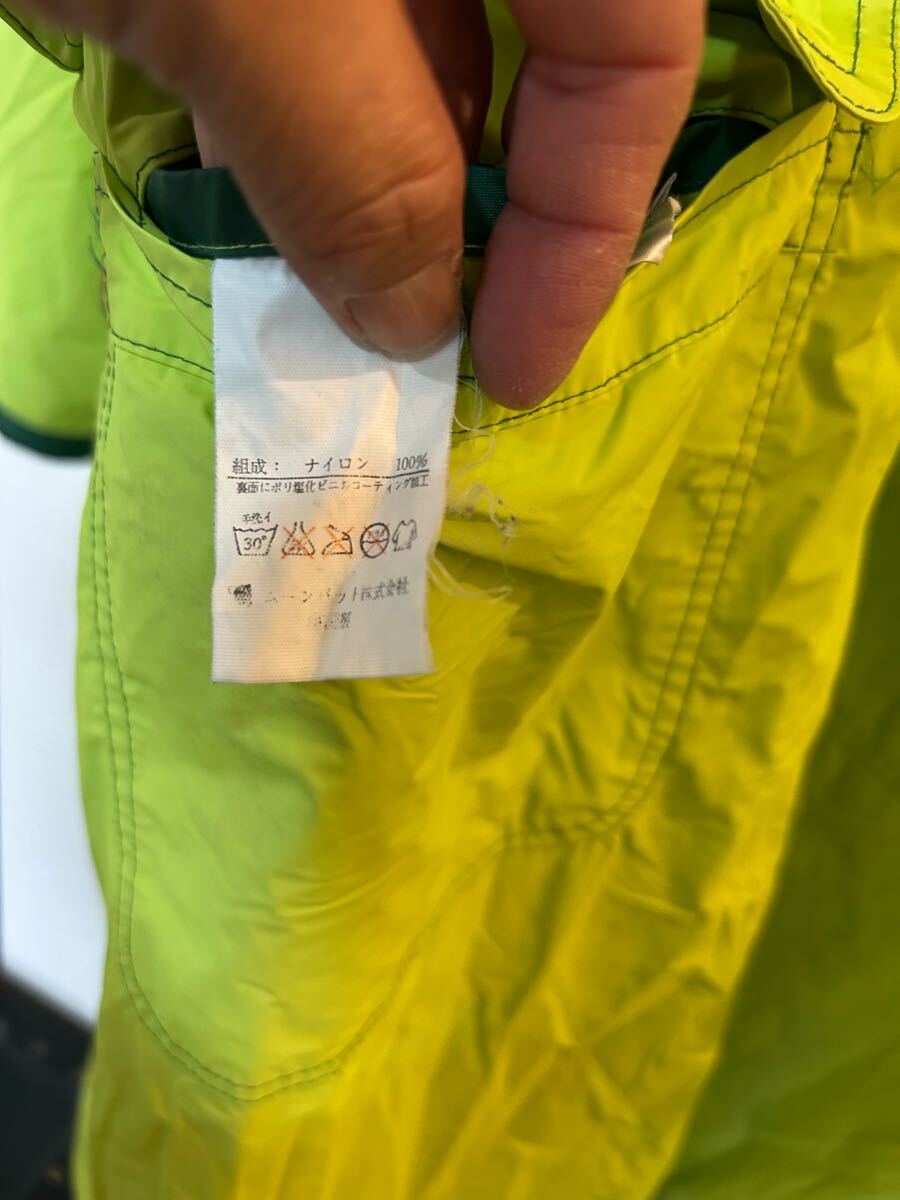 組成： ナイロン 100%
裏面にポリ塩化ビニルコーティング加工
手洗イ
30°
ムーンバット株式会社